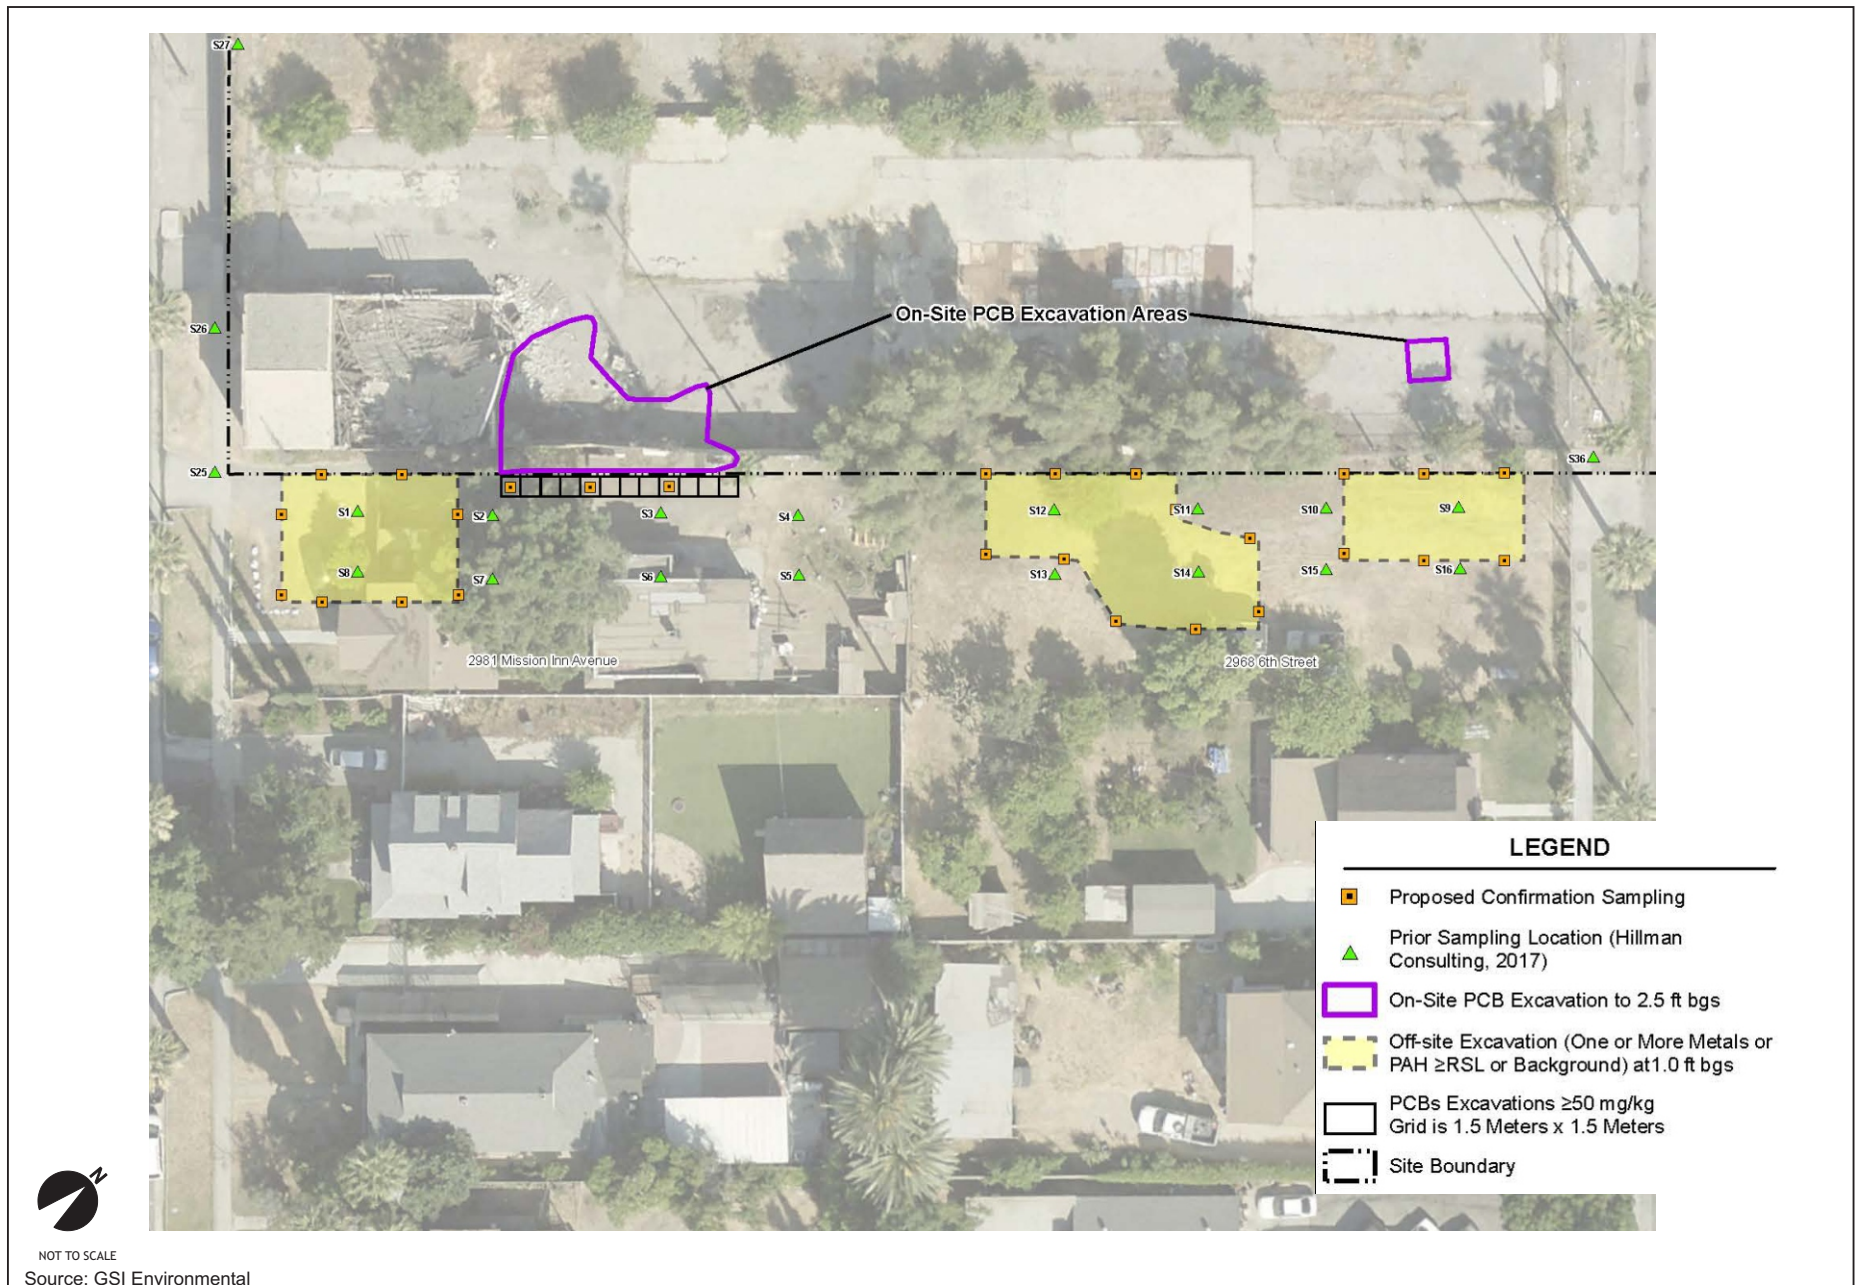 S27
On-Site PCB Excavation Areas
S26
S25
S36
S1
S2
S3
S4
S12
S11
S10
S9
S8
S7
S6
S5
S13
S14
S15
S16
2981 Mission Inn Avenue
2968 6th Street
LEGEND
Proposed Confirmation Sampling
Prior Sampling Location (Hillman
Consulting, 2017)
On-Site PCB Excavation to 2.5 ft bgs
Off-site Excavation (One or More Metals or
PAH ≥RSL or Background) at1.0 ft bgs
PCBs Excavations ≥50 mg/kg
Grid is 1.5 Meters x 1.5 Meters
Site Boundary
N
NOT TO SCALE
Source: GSI Environmental